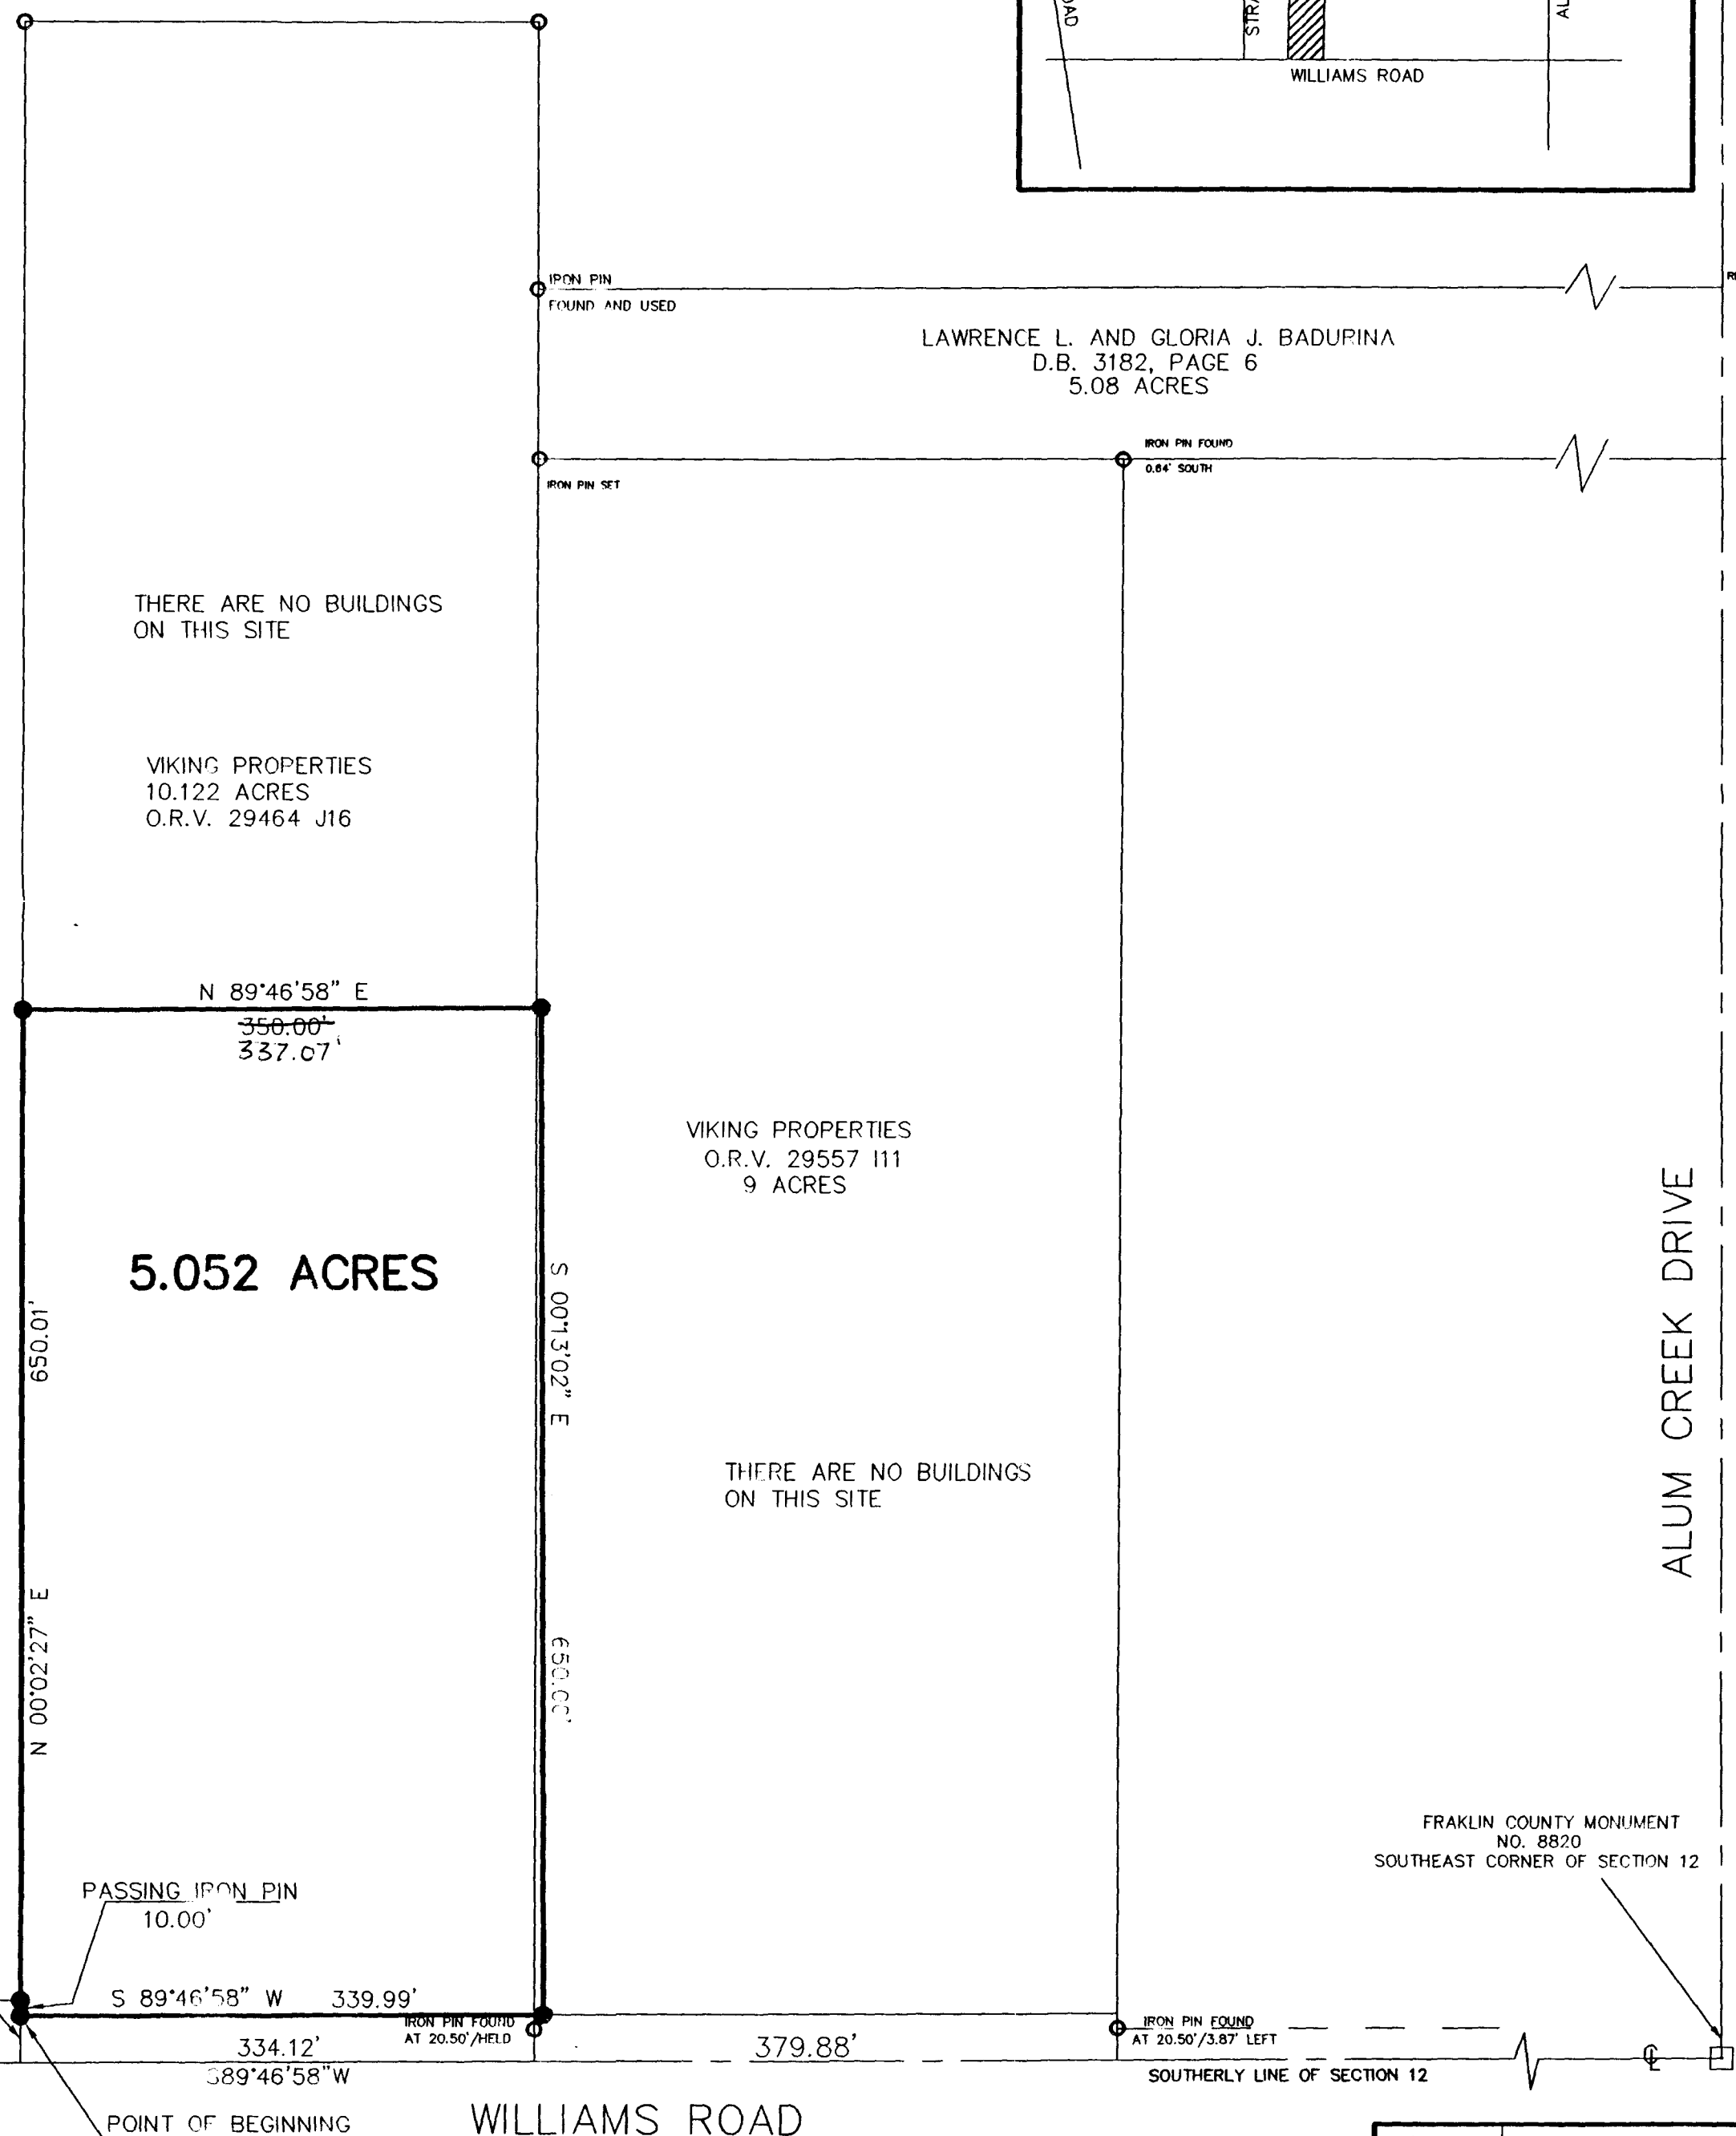 WILLIAMS ROAD
IRON PIN
FOUND AND USED
LAWRENCE L. AND GLORIA J. BADURINA
D.B. 3182, PAGE 6
5.08 ACRES
IRON PIN FOUND
0.64' SOUTH
IRON PIN SET
THERE ARE NO BUILDINGS
ON THIS SITE
VIKING PROPERTIES
10.122 ACRES
O.R.V. 29464 J16
N 89°46'58" E
350.00'
337.07'
VIKING PROPERTIES
O.R.V. 29557 I11
9 ACRES
5.052 ACRES
650.01'
N 00°02'27" E
S 00°13'02" E
650.00'
THERE ARE NO BUILDINGS
ON THIS SITE
ALUM CREEK DRIVE
FRAKLIN COUNTY MONUMENT
NO. 8820
SOUTHEAST CORNER OF SECTION 12
PASSING IRON PIN
10.00'
S 89°46'58" W 339.99'
IRON PIN FOUND
AT 20.50'/HELD
IRON PIN FOUND
AT 20.50'/3.87' LEFT
334.12'
379.88'
S89°46'58"W
SOUTHERLY LINE OF SECTION 12
POINT OF BEGINNING
WILLIAMS ROAD